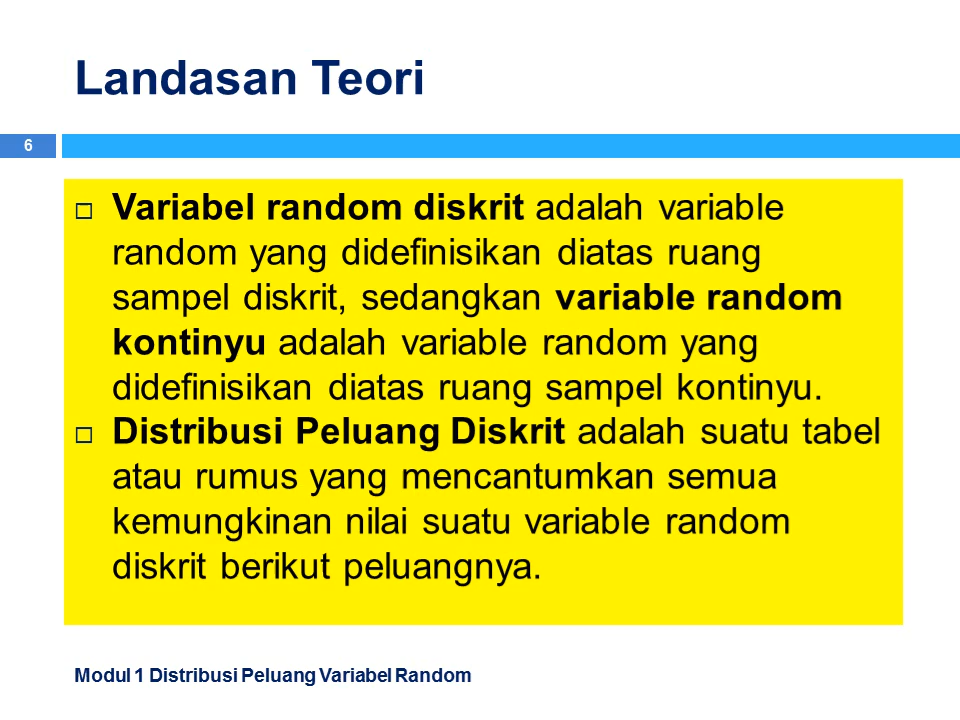 Landasan Teori
6
Variabel random diskrit adalah variable
random yang didefinisikan diatas ruang
sampel diskrit, sedangkan variable random
kontinyu adalah variable random yang
didefinisikan diatas ruang sampel kontinyu.
Distribusi Peluang Diskrit adalah suatu tabel
atau rumus yang mencantumkan semua
kemungkinan nilai suatu variable random
diskrit berikut peluangnya.
Modul 1 Distribusi Peluang Variabel Random